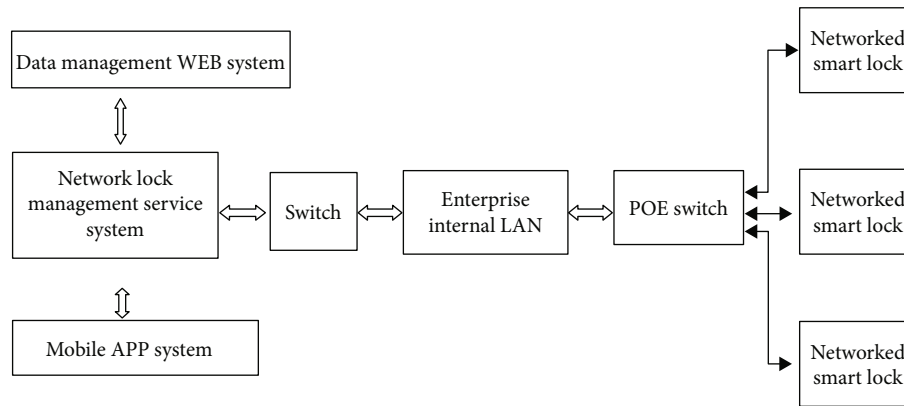 Data management WEB system
Network lock
management service
system
Mobile APP system
Switch
Enterprise
internal LAN
POE switch
Networked
smart lock
Networked
smart lock
Networked
smart lock